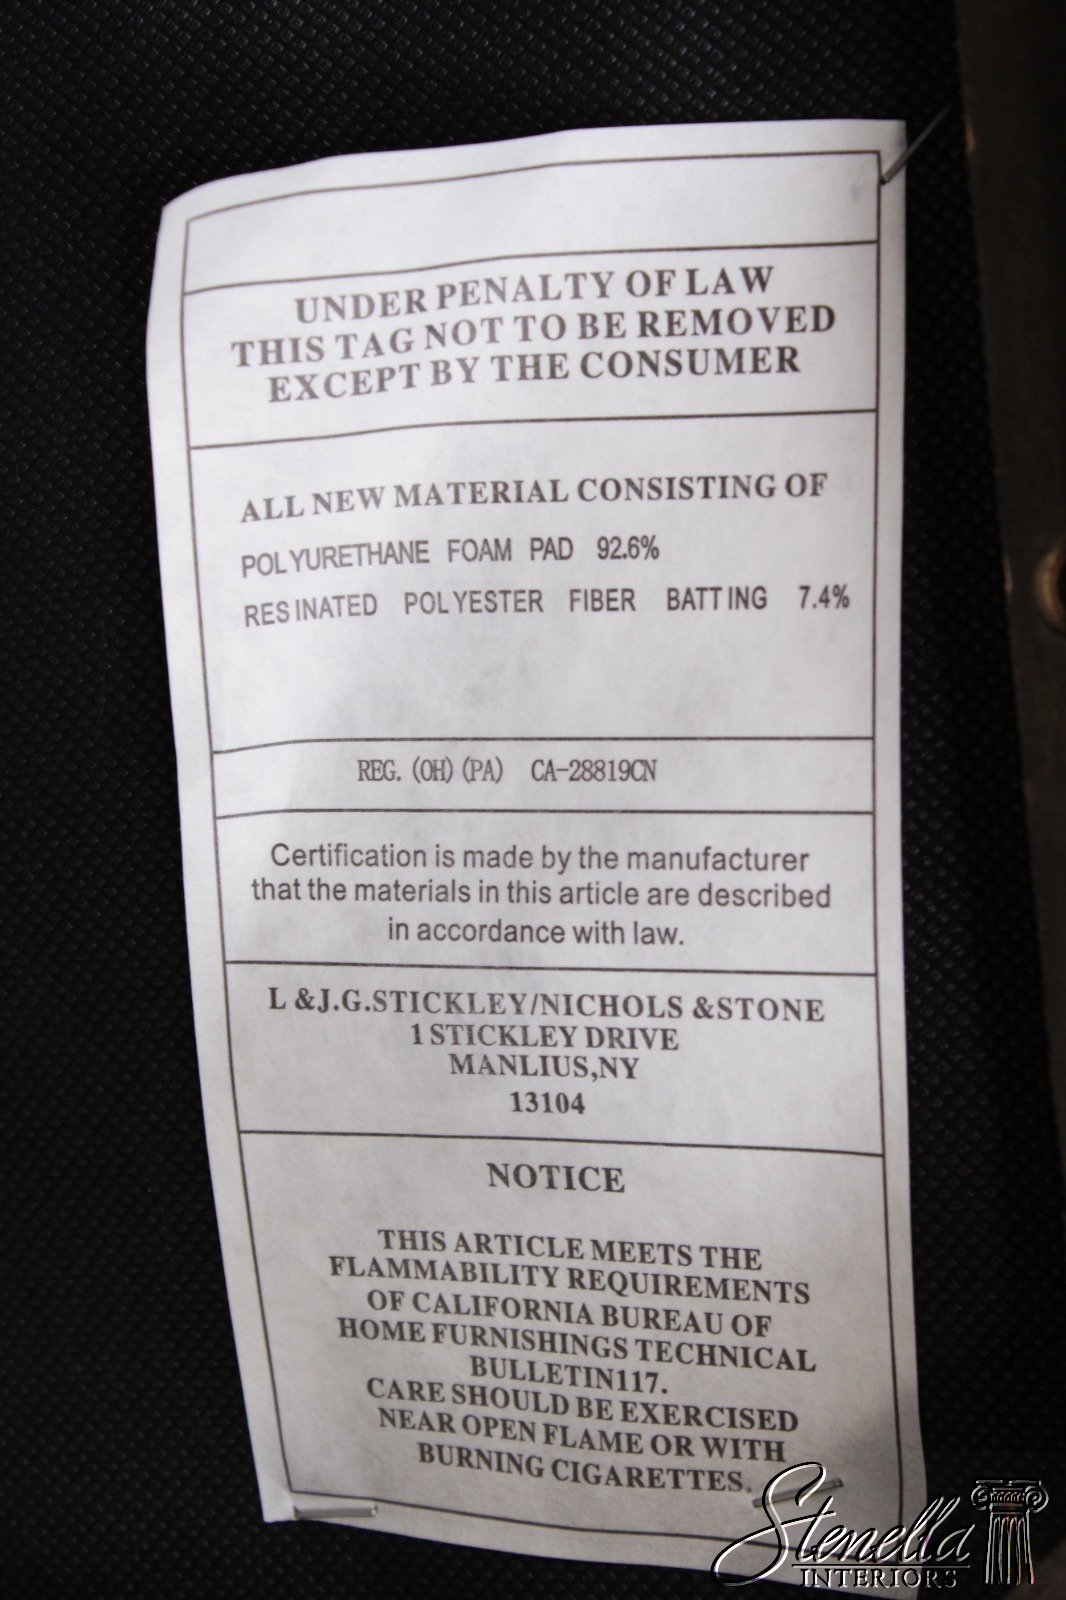 UNDER PENALTY OF LAW
THIS TAG NOT TO BE REMOVED
EXCEPT BY THE CONSUMER
ALL NEW MATERIAL CONSISTING OF
POLYURETHANE FOAM PAD 92.6%
RESINATED POLYESTER FIBER BATTING 7.4%
REG. (OH) (PA) CA-28819CN
Certification is made by the manufacturer
that the materials in this article are described
in accordance with law.
L &J.G.STICKLEY/NICHOLS &STONE
1 STICKLEY DRIVE
MANLIUS,NY
13104
NOTICE
THIS ARTICLE MEETS THE
FLAMMABILITY REQUIREMENTS
OF CALIFORNIA BUREAU OF
HOME FURNISHINGS TECHNICAL
BULLETIN117.
CARE SHOULD BE EXERCISED
NEAR OPEN FLAME OR WITH
BURNING CIGARETTES.
Stenella
INTERIORS